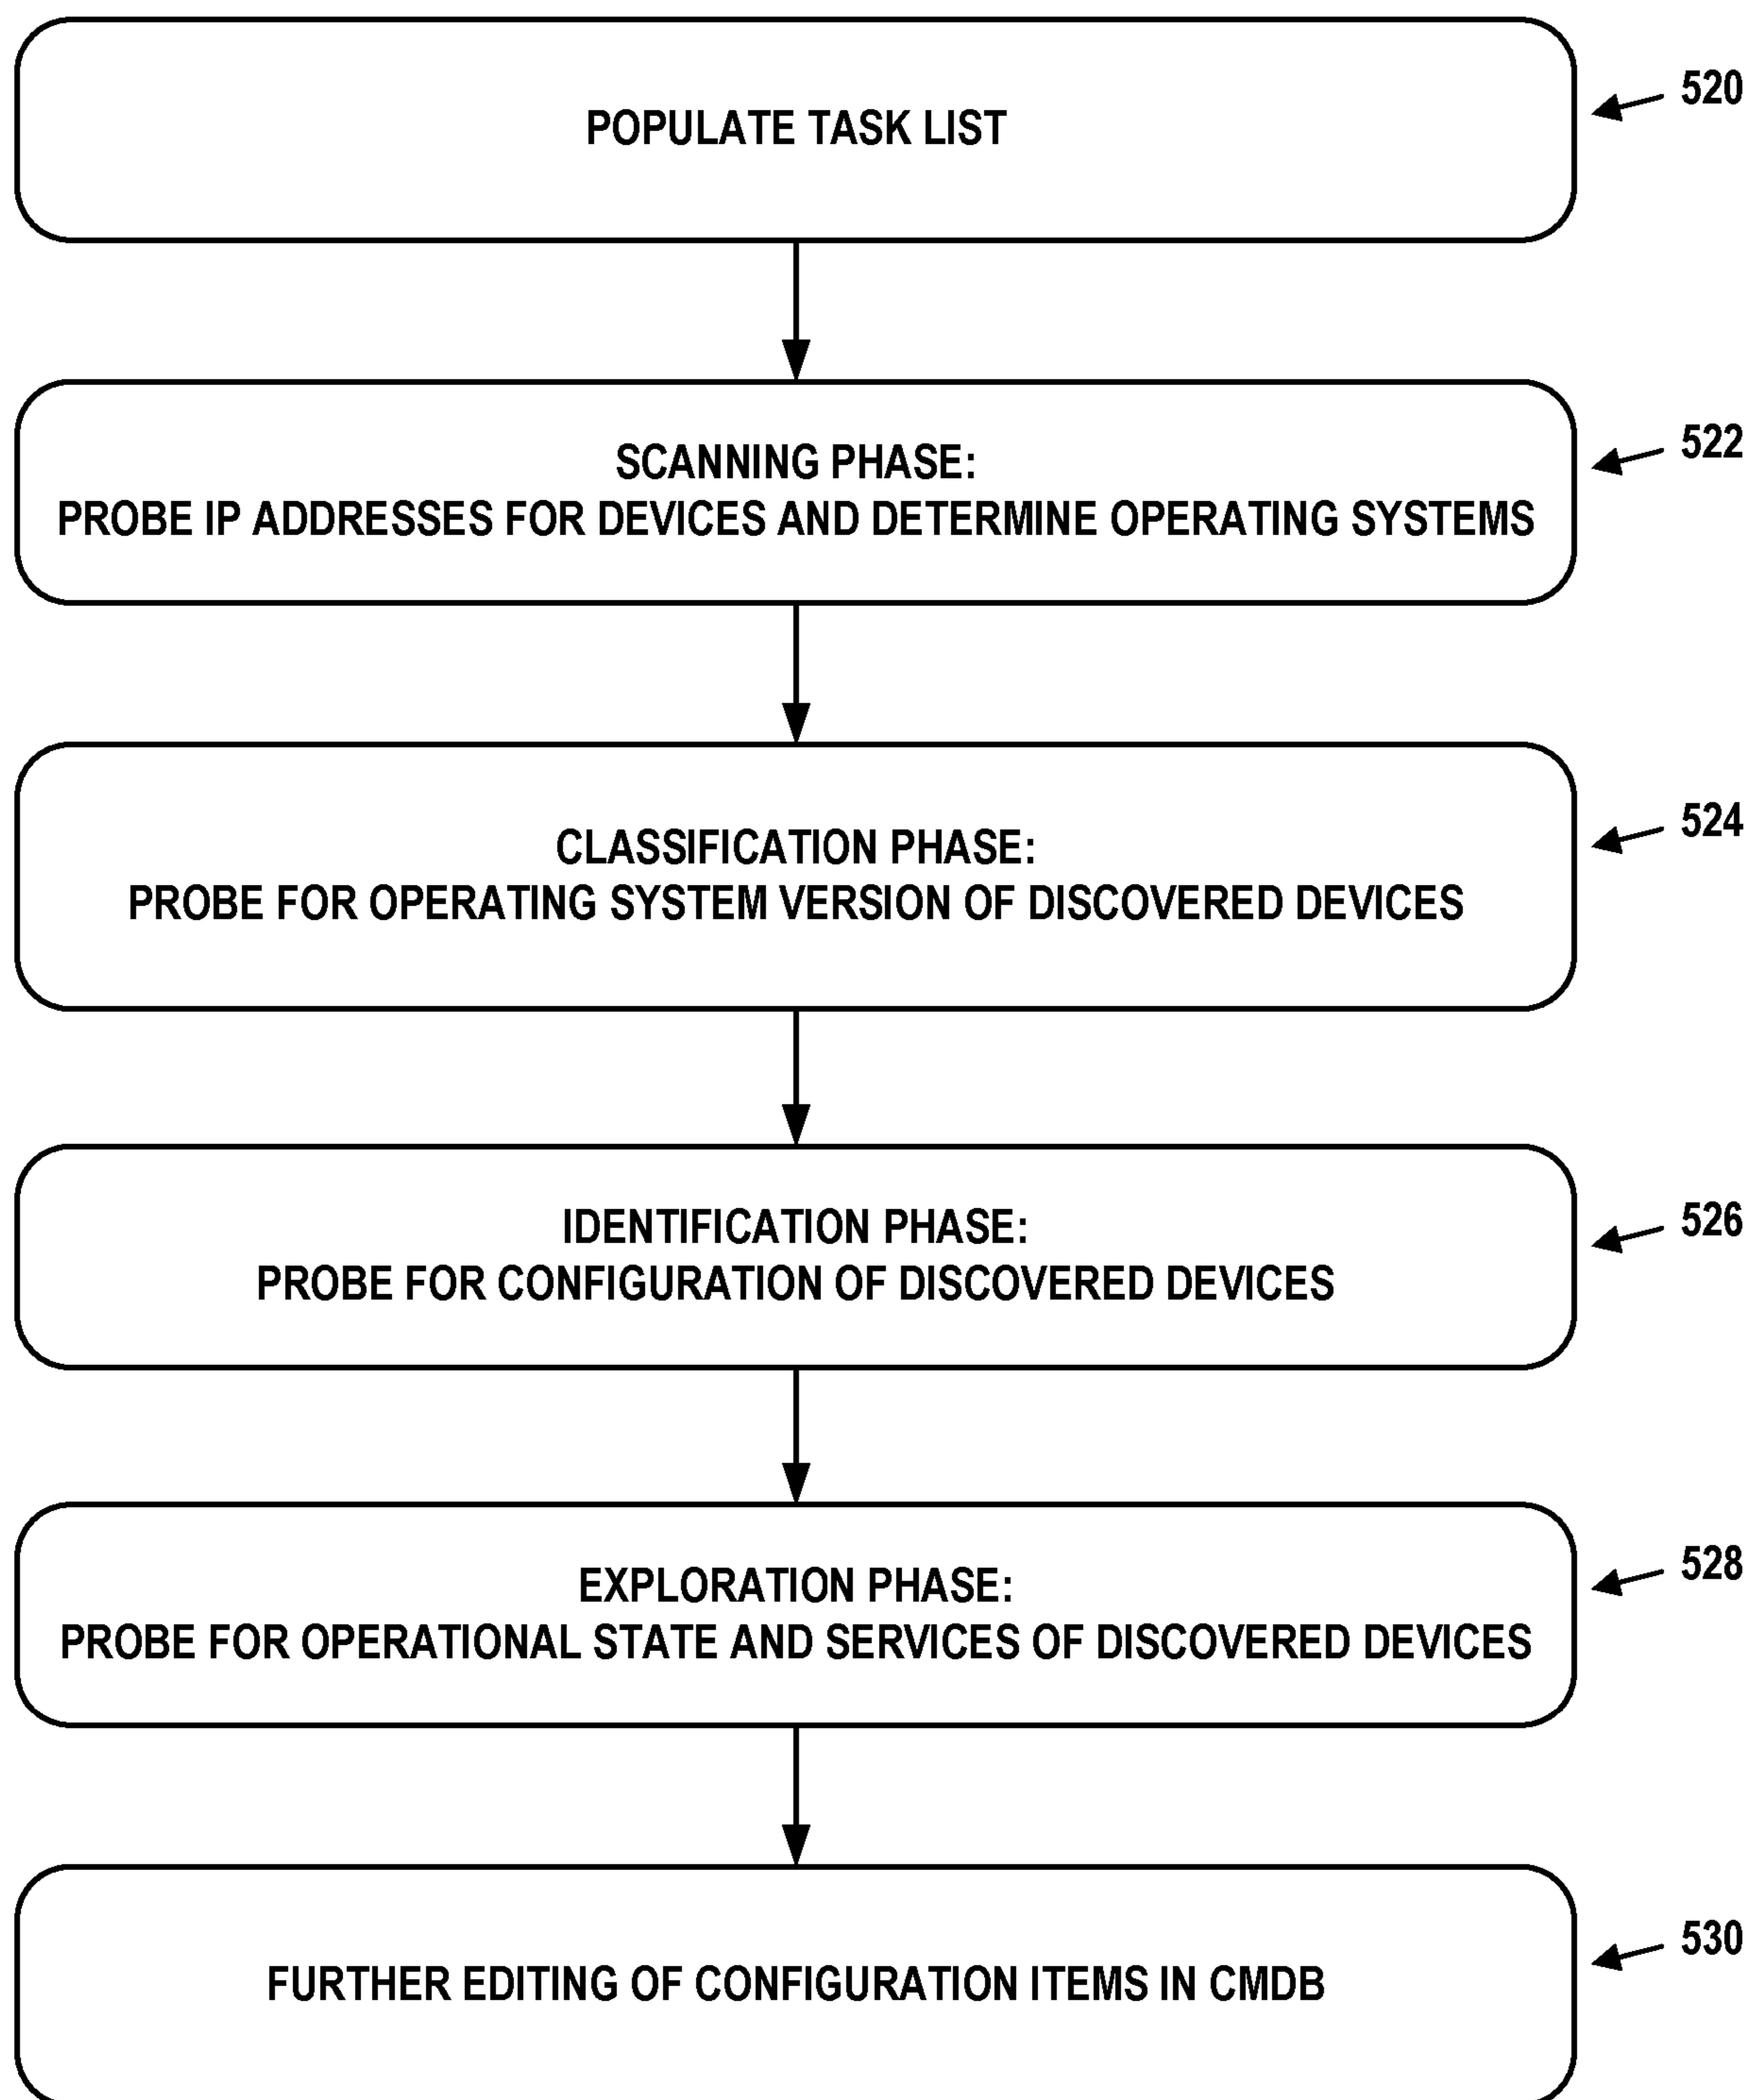 POPULATE TASK LIST
520
SCANNING PHASE:
PROBE IP ADDRESSES FOR DEVICES AND DETERMINE OPERATING SYSTEMS
522
CLASSIFICATION PHASE:
PROBE FOR OPERATING SYSTEM VERSION OF DISCOVERED DEVICES
524
IDENTIFICATION PHASE:
PROBE FOR CONFIGURATION OF DISCOVERED DEVICES
526
EXPLORATION PHASE:
PROBE FOR OPERATIONAL STATE AND SERVICES OF DISCOVERED DEVICES
528
FURTHER EDITING OF CONFIGURATION ITEMS IN CMDB
530